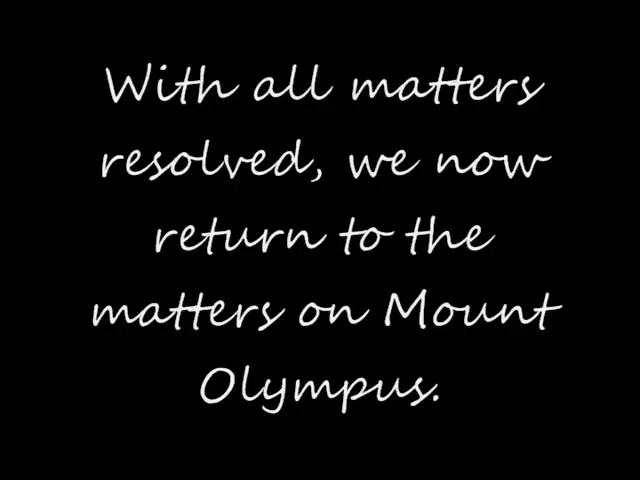 With all matters
resolved, we now
return to the
matters on Mount
Olympus.